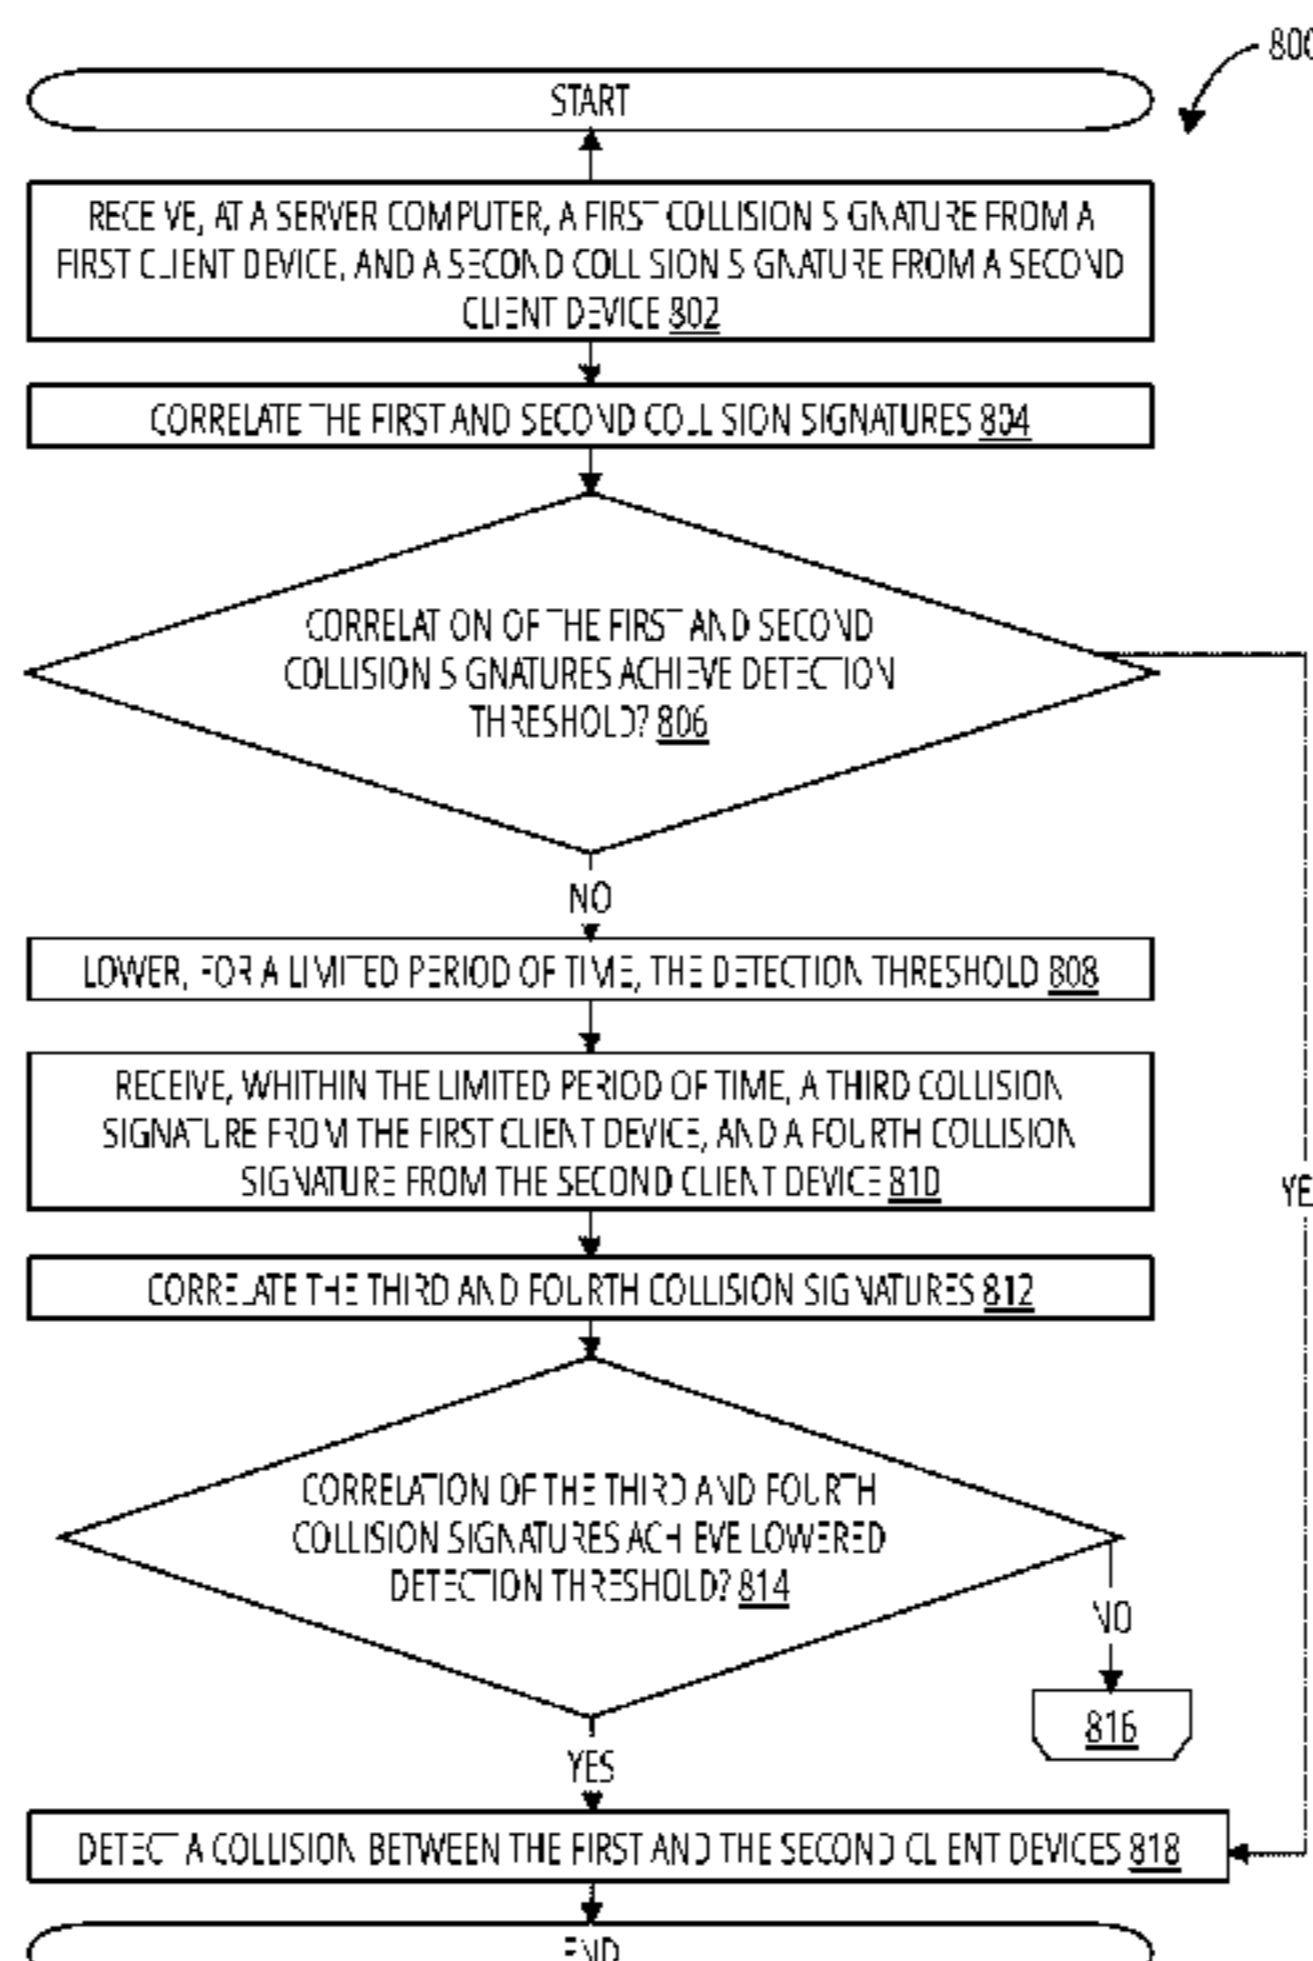 800
START
RECEIVE, AT A SERVER COMPUTER, A FIRST COLLISION SIGNATURE FROM A
FIRST CLIENT DEVICE, AND A SECOND COLLISION SIGNATURE FROM A SECOND
CLIENT DEVICE 802
CORRELATE THE FIRST AND SECOND COLLISION SIGNATURES 804
CORRELATION OF THE FIRST AND SECOND
COLLISION SIGNATURES ACHIEVE DETECTION
THRESHOLD? 806
NO
LOWER, FOR A LIMITED PERIOD OF TIME, THE DETECTION THRESHOLD 808
RECEIVE, WHITHIN THE LIMITED PERIOD OF TIME, A THIRD COLLISION
SIGNATURE FROM THE FIRST CLIENT DEVICE, AND A FOURTH COLLISION
SIGNATURE FROM THE SECOND CLIENT DEVICE 810
YE
CORRELATE THE THIRD AND FOURTH COLLISION SIGNATURES 812
CORRELATION OF THE THIRD AND FOURTH
COLLISION SIGNATURES ACHIEVE LOWERED
DETECTION THRESHOLD? 814
NO
816
YES
DETECT A COLLISION BETWEEN THE FIRST AND THE SECOND CLIENT DEVICES 818
END